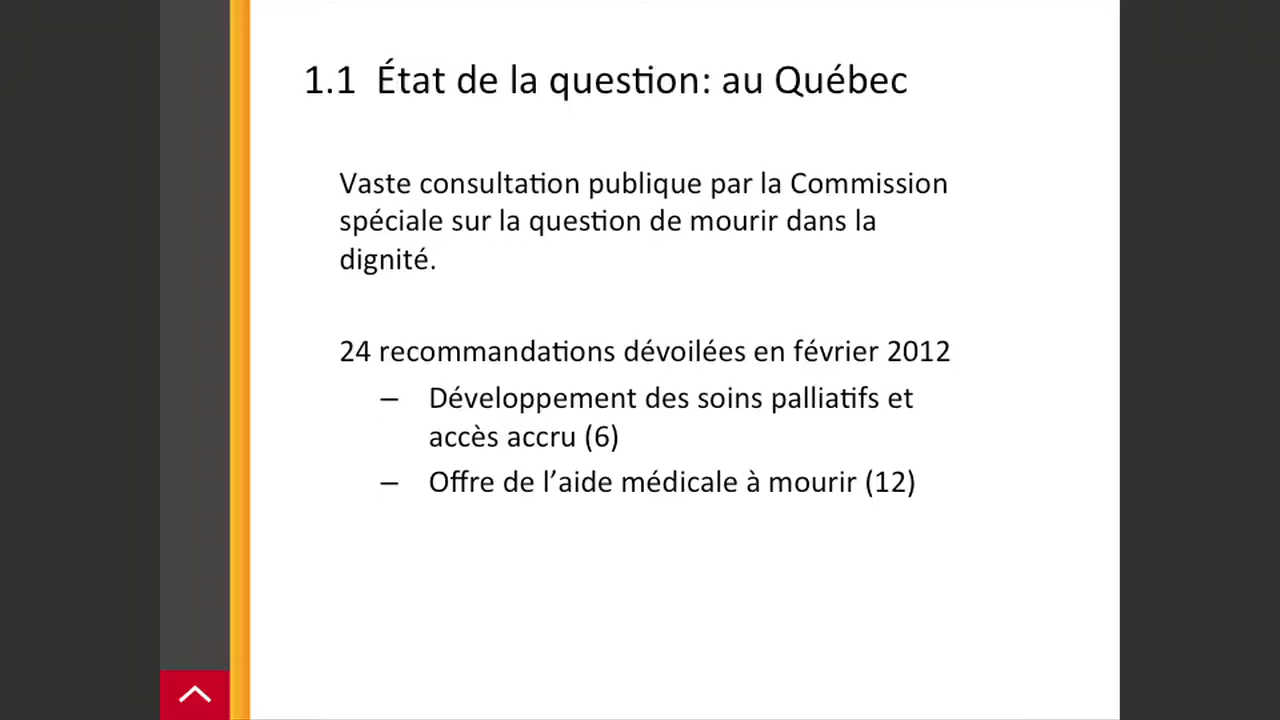 1.1 État de la question: au Québec
Vaste consultation publique par la Commission
spéciale sur la question de mourir dans la
dignité.
24 recommandations dévoilées en février 2012
– Développement des soins palliatifs et
accès accru (6)
– Offre de l’aide médicale à mourir (12)